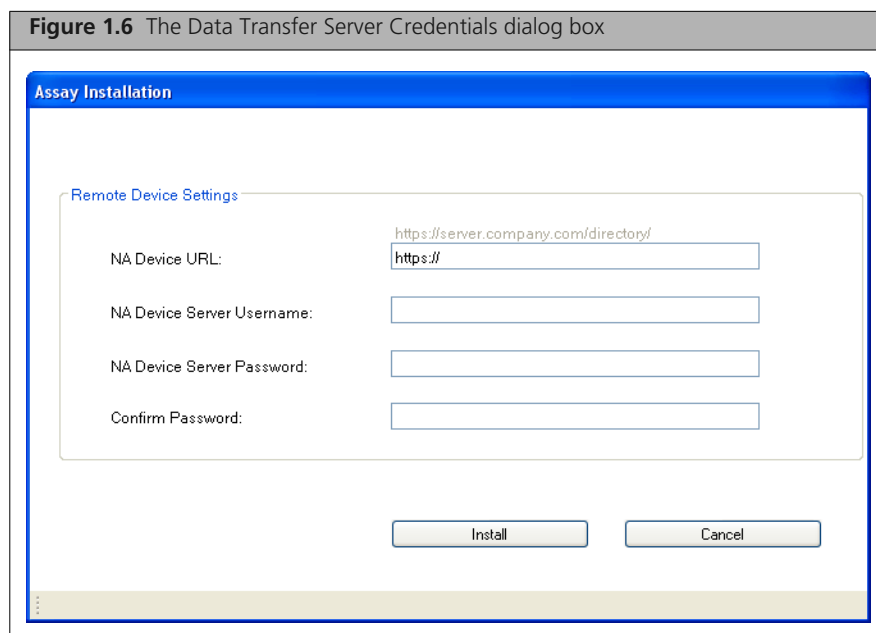 Figure 1.6 The Data Transfer Server Credentials dialog box
Assay Installation
Remote Device Settings
https://server.company.com/directory/
NA Device URL: https://
NA Device Server Username:
NA Device Server Password:
Confirm Password:
Install Cancel